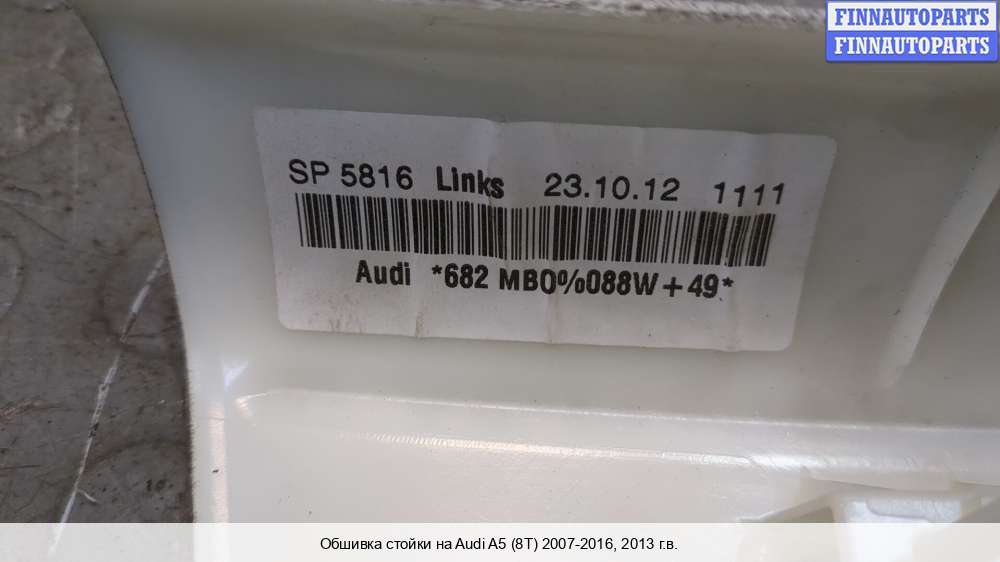 FINNAUTOPARTS
FINNAUTOPARTS
SP 5816 Links 23.10.12 1111
Audi *682 MBO%088W+49*
Обшивка стойки на Audi A5 (8T) 2007-2016, 2013 г.в.